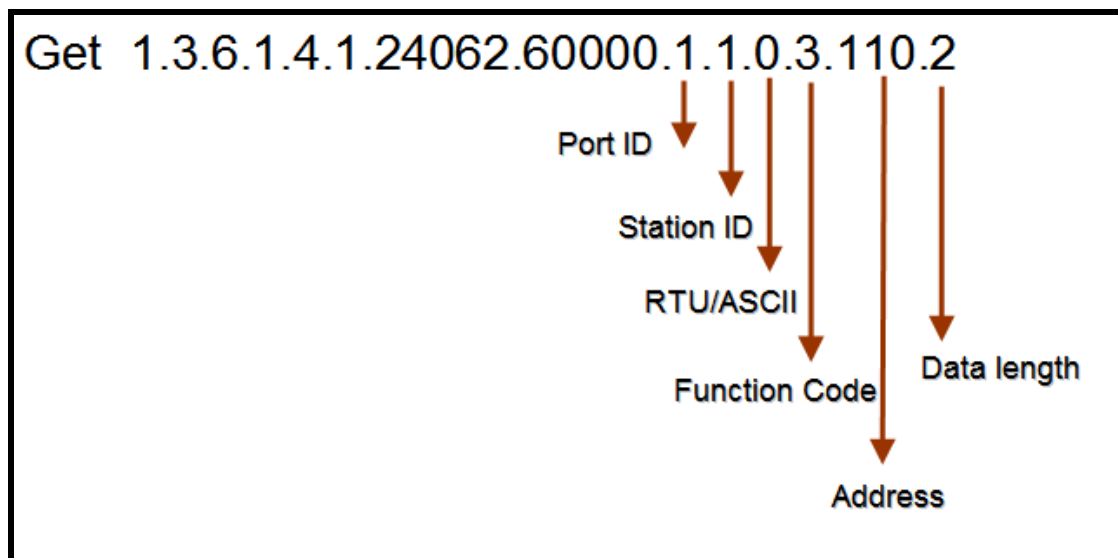 Get 1.3.6.1.4.1.24062.60000.1.1.0.3.110.2
Port ID
Station ID
RTU/ASCII
Function Code
Data length
Address